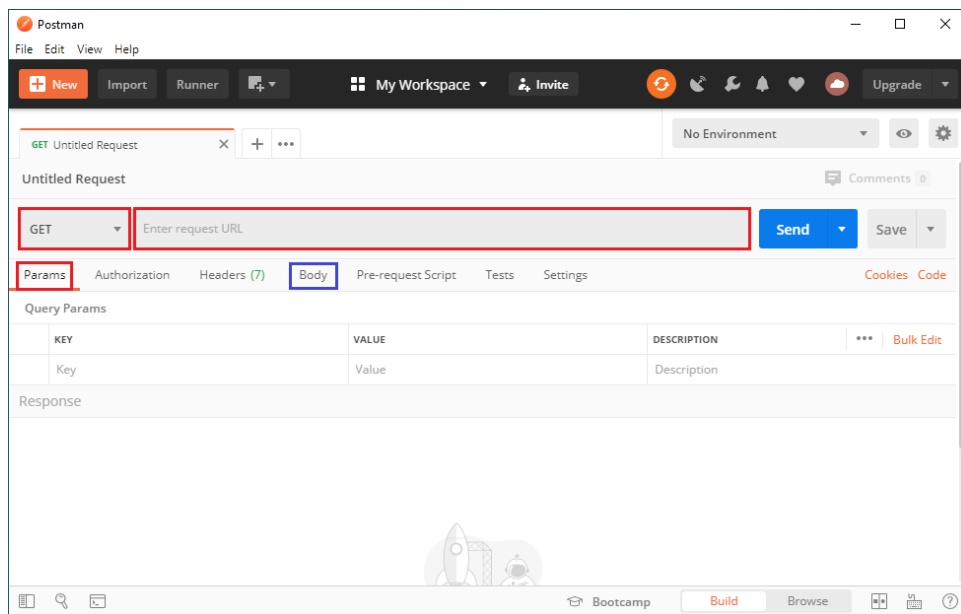 Postman
File Edit View Help
New Import Runner My Workspace Invite Upgrade
GET Untitled Request No Environment
Untitled Request Comments 0
GET Enter request URL Send Save
Params Authorization Headers (7) Body Pre-request Script Tests Settings Cookies Code
Query Params
KEY VALUE DESCRIPTION Bulk Edit
Key Value Description
Response
Bootcamp Build Browse